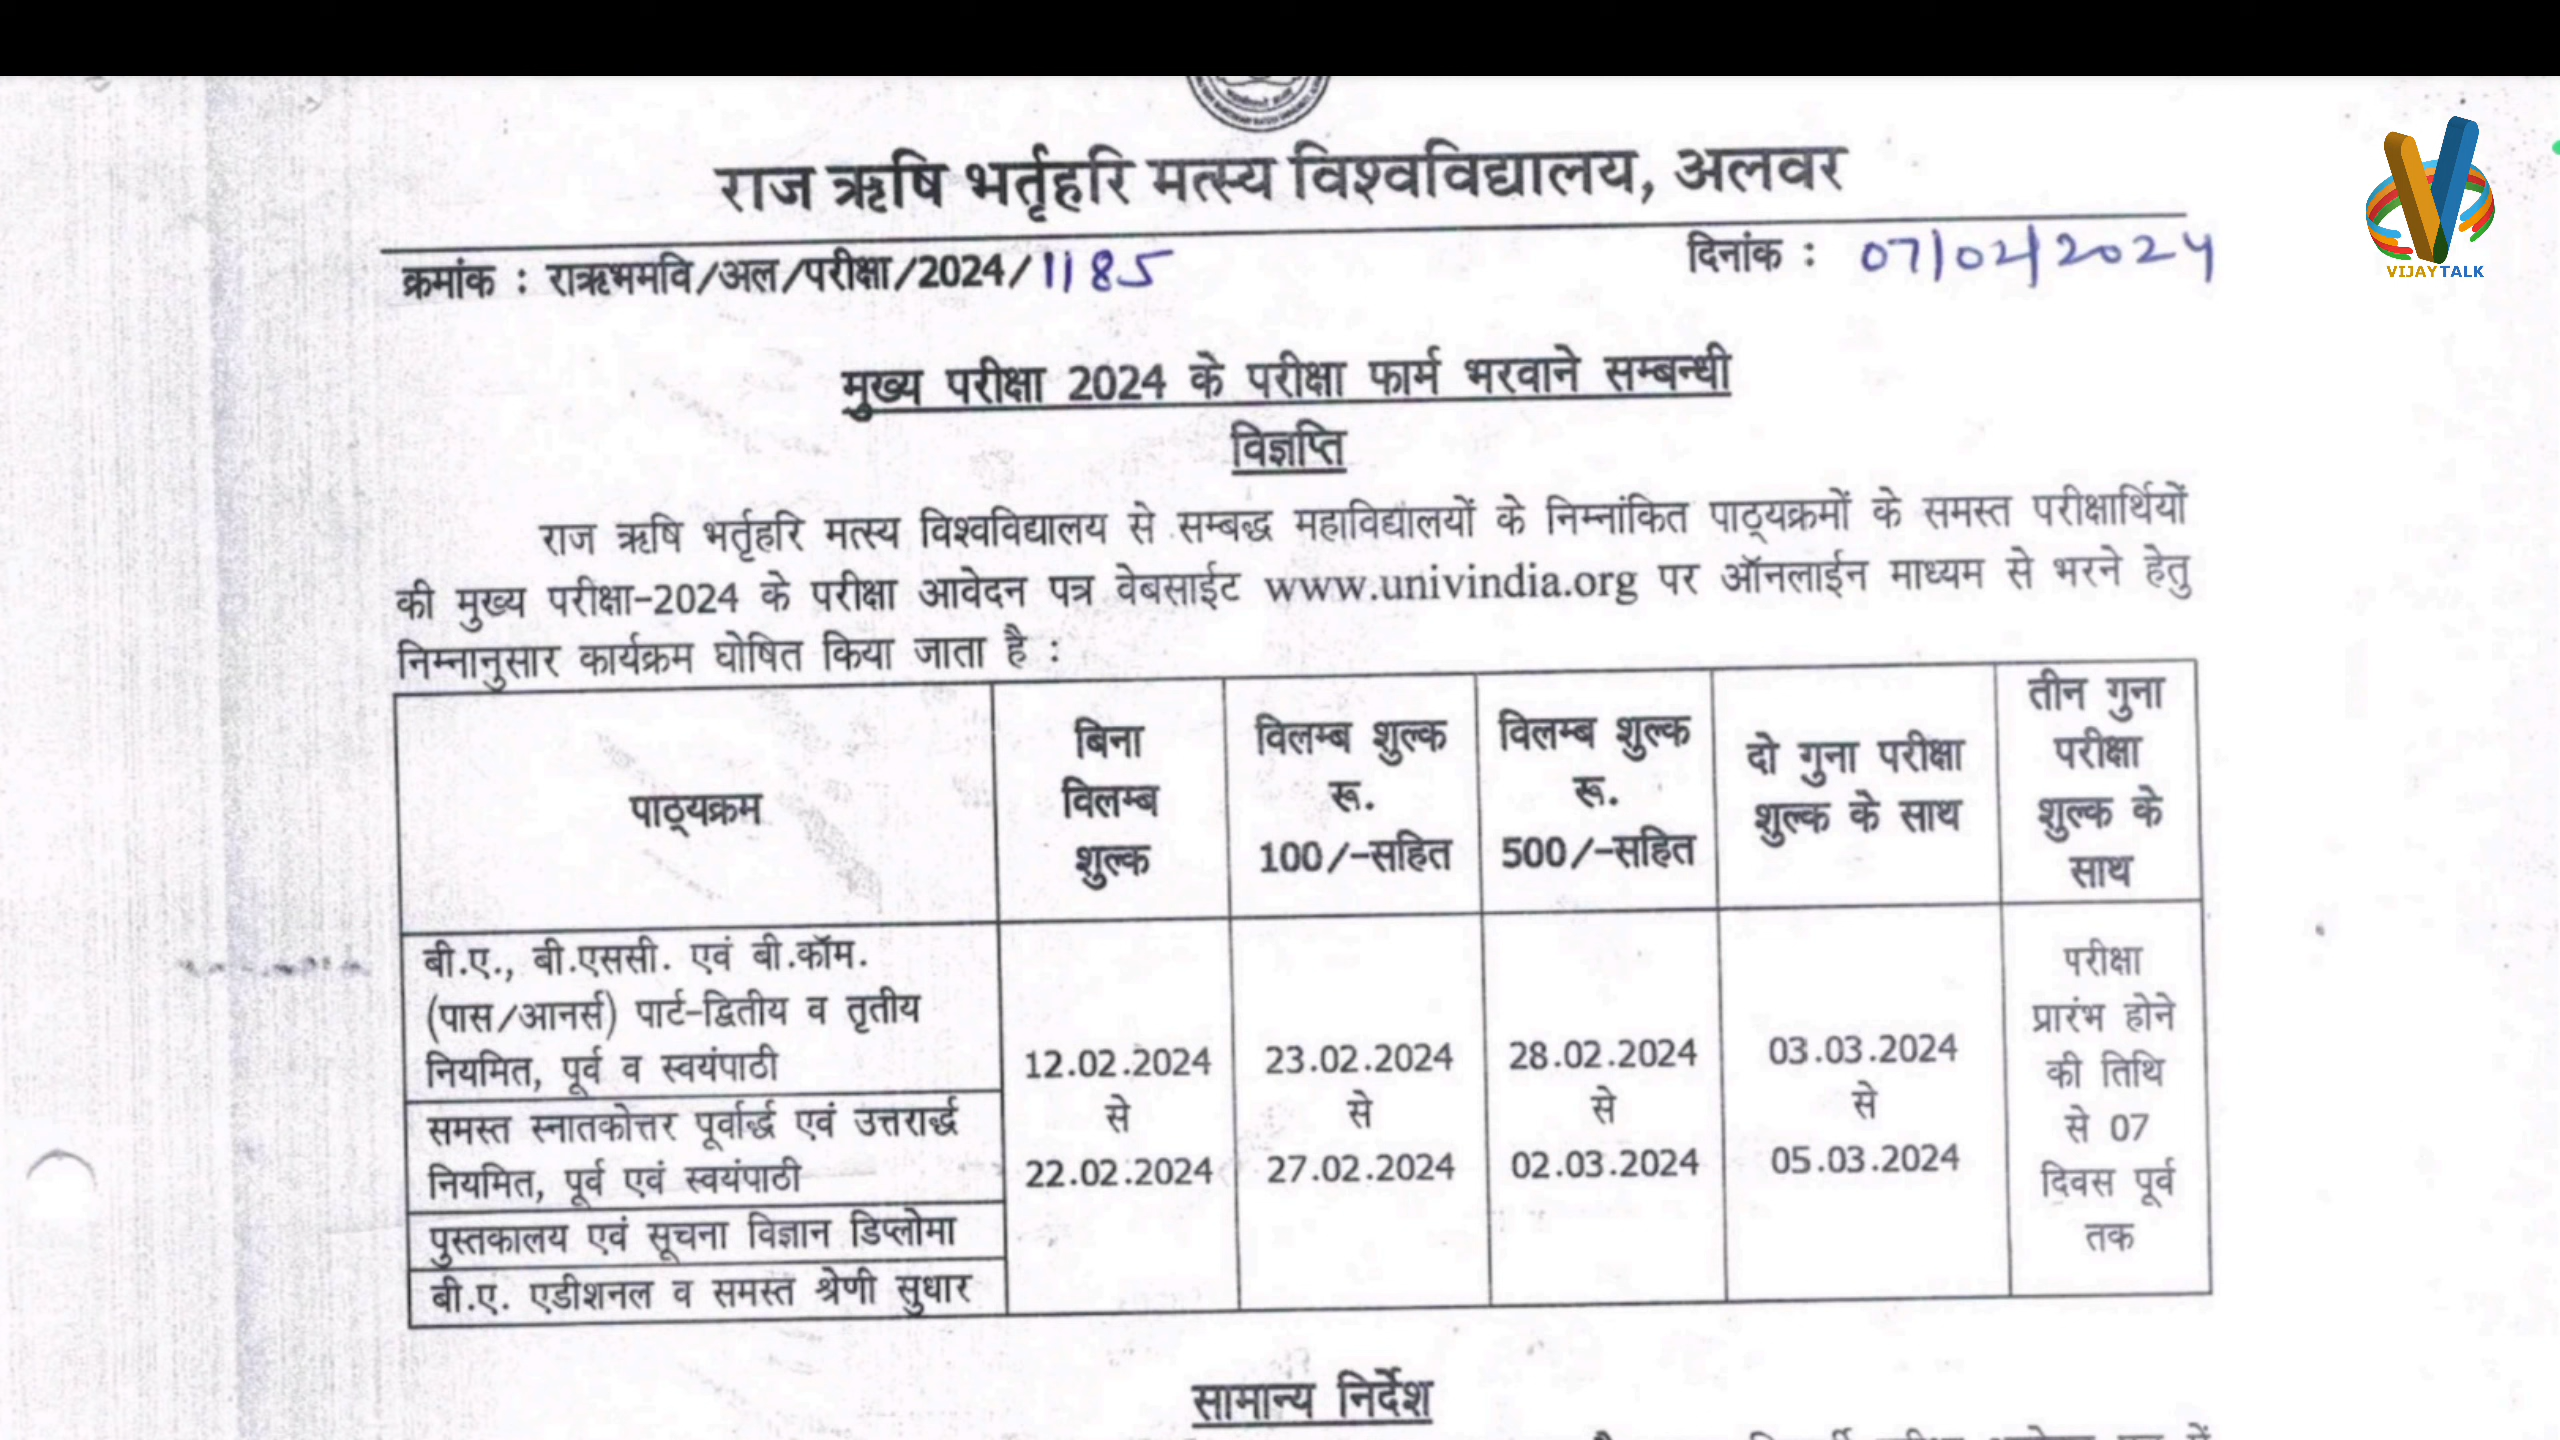 राज ऋषि भर्तृहरि मत्स्य विश्वविद्यालय, अलवर
क्रमांक : राऋभमवि/अल/परीक्षा/2024/1185
दिनांक : 07/02/2024
VIJAYTALK
मुख्य परीक्षा 2024 के परीक्षा फार्म भरवाने सम्बन्धी
विज्ञप्ति
राज ऋषि भर्तृहरि मत्स्य विश्वविद्यालय से सम्बद्ध महाविद्यालयों के निम्नांकित पाठ्यक्रमों के समस्त परीक्षार्थियों
की मुख्य परीक्षा-2024 के परीक्षा आवेदन पत्र वेबसाईट www.univindia.org पर ऑनलाईन माध्यम से भरने हेतु
निम्नानुसार कार्यक्रम घोषित किया जाता है :
पाठ्यक्रम
बिना
विलम्ब
शुल्क
विलम्ब शुल्क
रू.
100/-सहित
विलम्ब शुल्क
रू.
500/-सहित
दो गुना परीक्षा
शुल्क के साथ
तीन गुना
परीक्षा
शुल्क के
साथ
बी.ए., बी.एससी. एवं बी.कॉम.
(पास/आनर्स) पार्ट-द्वितीय व तृतीय
नियमित, पूर्व व स्वयंपाठी
समस्त स्नातकोत्तर पूर्वार्द्ध एवं उत्तरार्द्ध
नियमित, पूर्व एवं स्वयंपाठी
पुस्तकालय एवं सूचना विज्ञान डिप्लोमा
बी.ए. एडीशनल व समस्त श्रेणी सुधार
12.02.2024
से
22.02.2024
23.02.2024
से
27.02.2024
28.02.2024
से
02.03.2024
03.03.2024
से
05.03.2024
परीक्षा
प्रारंभ होने
की तिथि
से 07
दिवस पूर्व
तक
सामान्य निर्देश